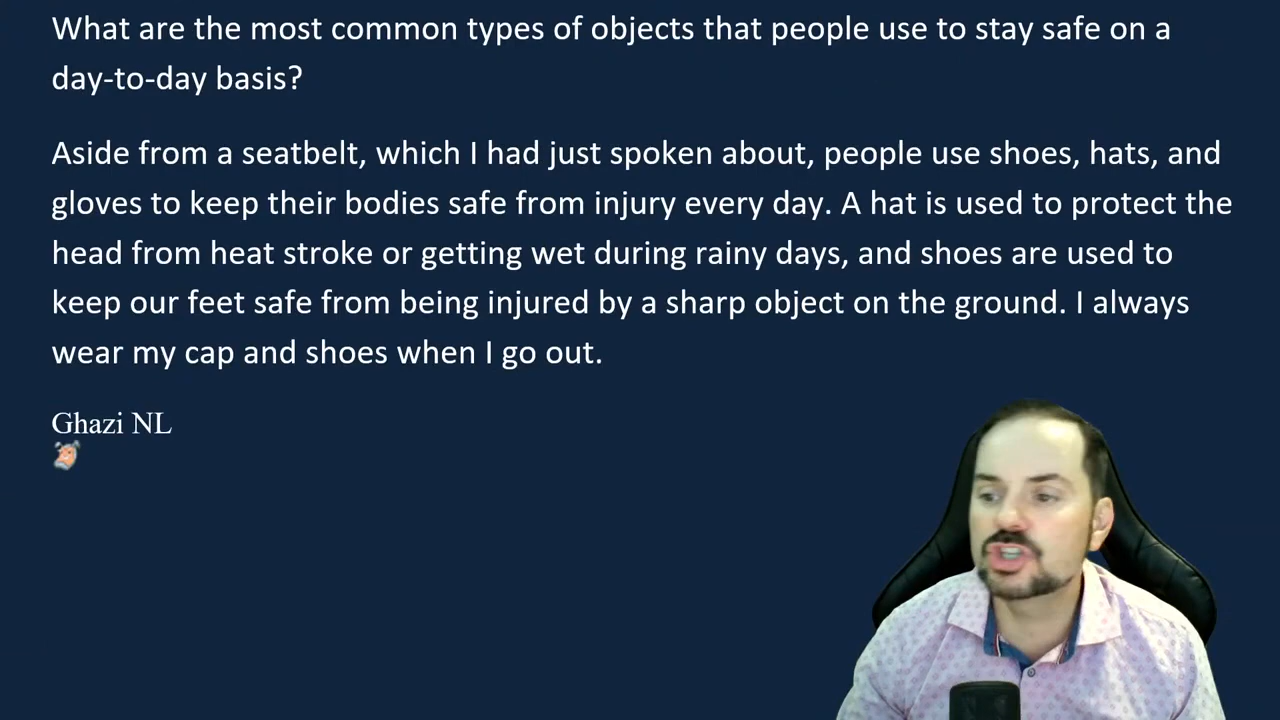 What are the most common types of objects that people use to stay safe on a
day-to-day basis?
Aside from a seatbelt, which I had just spoken about, people use shoes, hats, and
gloves to keep their bodies safe from injury every day. A hat is used to protect the
head from heat stroke or getting wet during rainy days, and shoes are used to
keep our feet safe from being injured by a sharp object on the ground. I always
wear my cap and shoes when I go out.
Ghazi NL